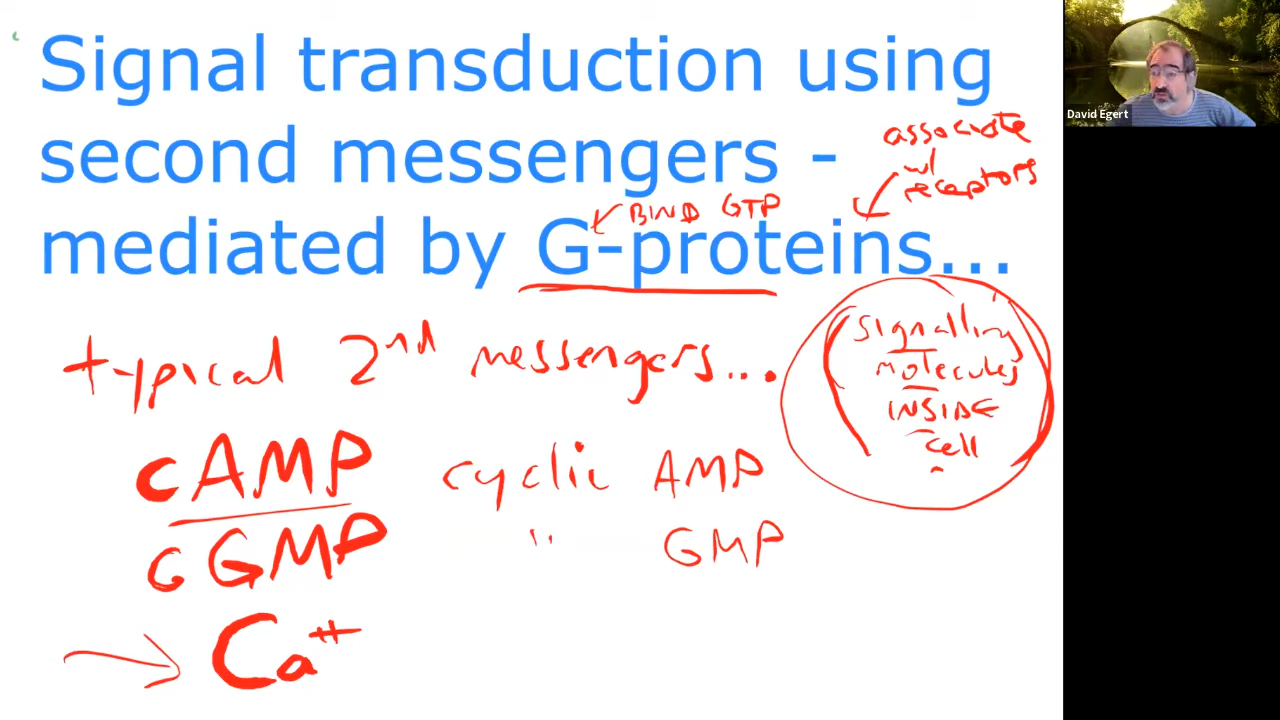 Signal transduction using
second messengers -
mediated by G-proteins...
associate
w/
receptors
BIND GTP
typical 2nd messengers...
signalling
molecules
INSIDE
cell
cAMP cyclic AMP
cGMP " GMP
Ca++
David Egert